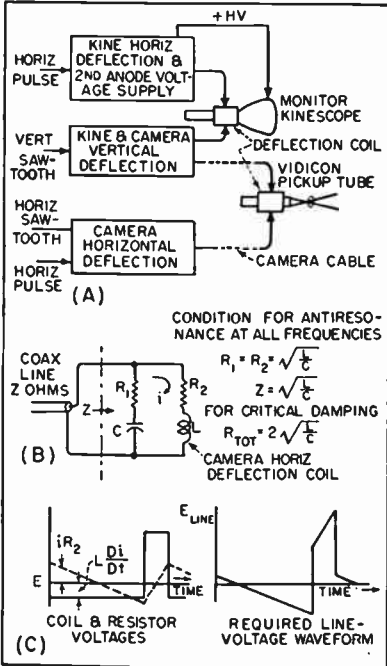 +HV
KINE HORIZ
DEFLECTION &
2ND ANODE VOLT-
AGE SUPPLY
HORIZ
PULSE
MONITOR
KINESCOPE
DEFLECTION COIL
VERT
SAW-
TOOTH
KINE & CAMERA
VERTICAL
DEFLECTION
VIDICON
PICKUP TUBE
HORIZ
SAW-
TOOTH
HORIZ
PULSE
CAMERA
HORIZONTAL
DEFLECTION
CAMERA CABLE
(A)
CONDITION FOR ANTIRESO-
NANCE AT ALL FREQUENCIES
R₁ = R₂ = √(L/C)
Z = √(L/C)
FOR CRITICAL DAMPING
R_TOT = 2√(L/C)
COAX
LINE
Z OHMS
Z
R₁
C
i
R₂
L
CAMERA HORIZ
DEFLECTION COIL
(B)
iR₂
L Di/Dt
E
TIME
COIL & RESISTOR
VOLTAGES
E_LINE
TIME
REQUIRED LINE-
VOLTAGE WAVEFORM
(C)